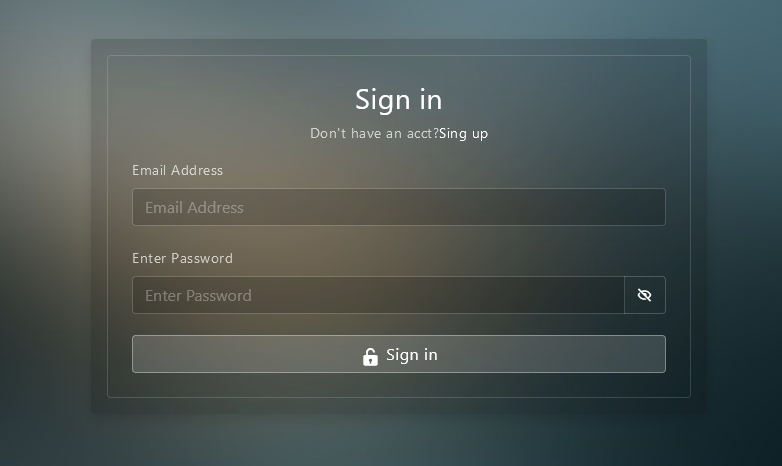 Sign in
Don't have an acct?Sing up
Email Address
Email Address
Enter Password
Enter Password
Sign in